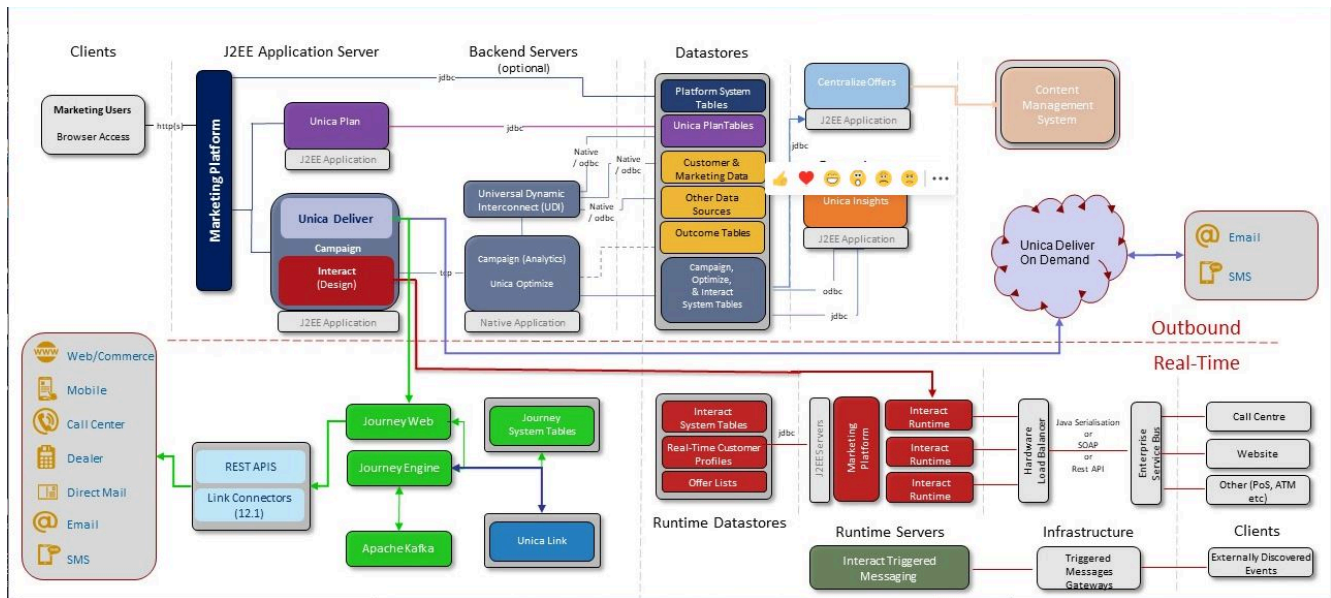 Clients
J2EE Application Server
Backend Servers
(optional)
Datastores
Marketing Users
Browser Access
http[s]
Marketing Platform
jdbc
Unica Plan
J2EE Application
jdbc
Unica Deliver
Campaign
Interact
(Design)
J2EE Application
tcp
Universal Dynamic
Interconnect (UDI)
Native
/ odbc
Native
/ odbc
Native
/ odbc
Campaign (Analytics)
Unica Optimize
Native Application
Platform System
Tables
Unica PlanTables
Customer &
Marketing Data
Other Data
Sources
Outcome Tables
Campaign,
Optimize,
& Interact
System Tables
Centralize Offers
J2EE Application
jdbc
Unica Insights
J2EE Application
odbc
jdbc
Content
Management
System
Unica Deliver
On Demand
Email
SMS
Outbound
Real-Time
www
Web/Commerce
Mobile
Call Center
Dealer
Direct Mail
Email
SMS
REST APIS
Link Connectors
(12.1)
Journey Web
Journey Engine
Apache Kafka
Journey
System Tables
Unica Link
Interact
System Tables
Real-Time Customer
Profiles
Offer Lists
Runtime Datastores
jdbc
J2EEServers
Marketing
Platform
Interact
Runtime
Interact
Runtime
Interact
Runtime
Runtime Servers
Hardware
Load Balancer
Java Serialisation
or
SOAP
or
Rest API
Enterprise
Service Bus
Infrastructure
Call Centre
Website
Other (PoS, ATM
etc)
Clients
Interact Triggered
Messaging
Triggered
Messages
Gateways
Externally Discovered
Events